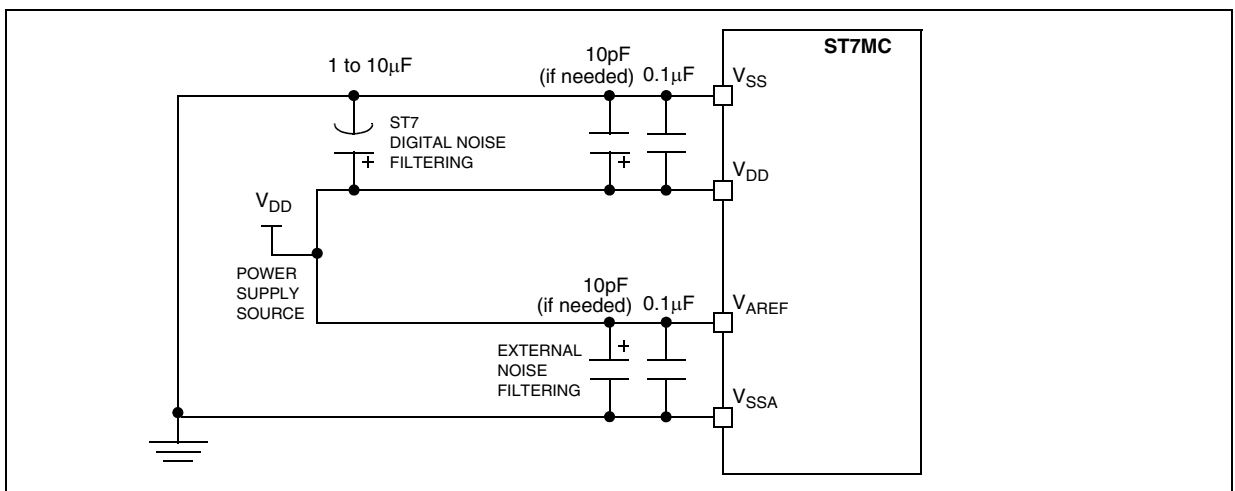 ST7MC
10pF
(if needed)
0.1μF
1 to 10μF
VSS
ST7
DIGITAL NOISE
FILTERING
+
+
VDD
VDD
POWER
SUPPLY
SOURCE
10pF
(if needed)
0.1μF
VAREF
+
EXTERNAL
NOISE
FILTERING
VSSA